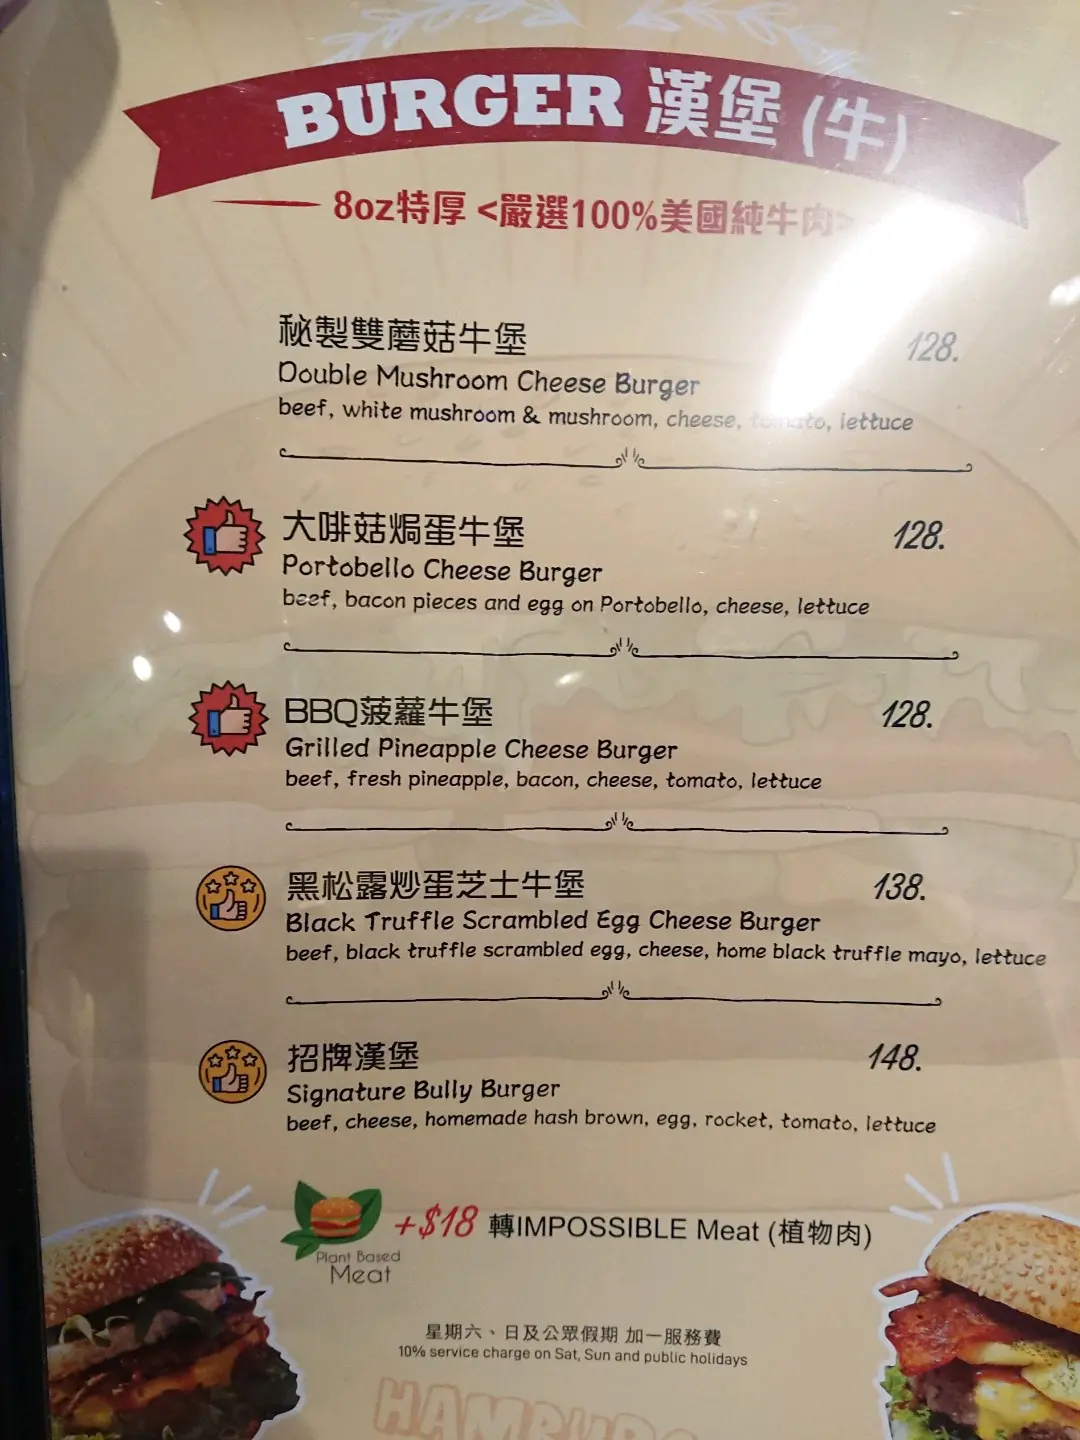 BURGER 漢堡 (牛)
8oz特厚 <嚴選100%美國純牛肉>
秘製雙蘑菇牛堡 128.
Double Mushroom Cheese Burger
beef, white mushroom & mushroom, cheese, tomato, lettuce
大啡菇焗蛋牛堡 128.
Portobello Cheese Burger
beef, bacon pieces and egg on Portobello, cheese, lettuce
BBQ菠蘿牛堡 128.
Grilled Pineapple Cheese Burger
beef, fresh pineapple, bacon, cheese, tomato, lettuce
黑松露炒蛋芝士牛堡 138.
Black Truffle Scrambled Egg Cheese Burger
beef, black truffle scrambled egg, cheese, home black truffle mayo, lettuce
招牌漢堡 148.
Signature Bully Burger
beef, cheese, homemade hash brown, egg, rocket, tomato, lettuce
+$18 轉IMPOSSIBLE Meat (植物肉)
Plant Based
Meat
星期六、日及公眾假期 加一服務費
10% service charge on Sat, Sun and public holidays